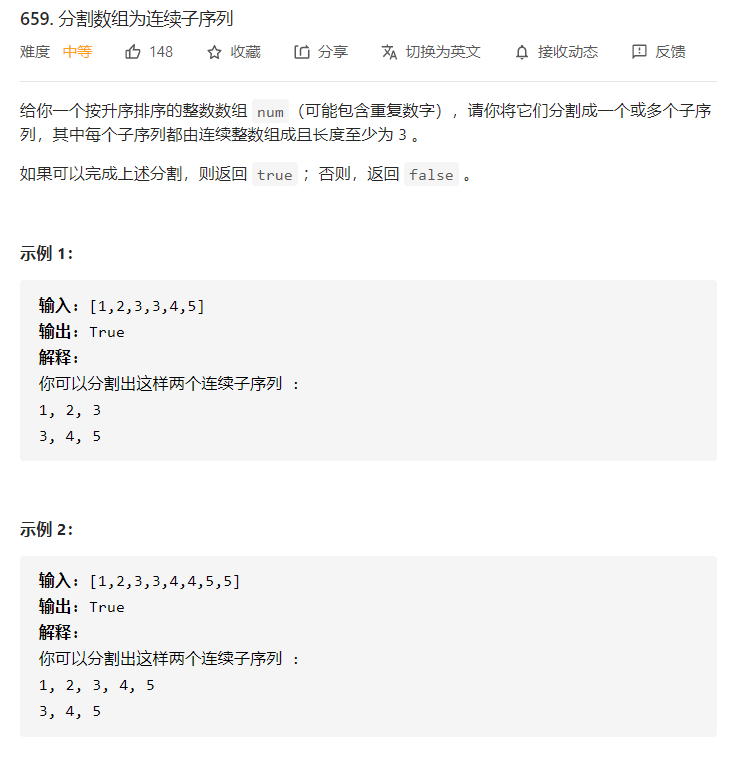 659. 分割数组为连续子序列
难度 中等 148 收藏 分享 切换为英文 接收动态 反馈
给你一个按升序排序的整数数组 num（可能包含重复数字），请你将它们分割成一个或多个子序
列，其中每个子序列都由连续整数组成且长度至少为 3 。
如果可以完成上述分割，则返回 true ；否则，返回 false 。
示例 1：
输入：[1,2,3,3,4,5]
输出：True
解释：
你可以分割出这样两个连续子序列 ：
1, 2, 3
3, 4, 5
示例 2：
输入：[1,2,3,3,4,4,5,5]
输出：True
解释：
你可以分割出这样两个连续子序列 ：
1, 2, 3, 4, 5
3, 4, 5